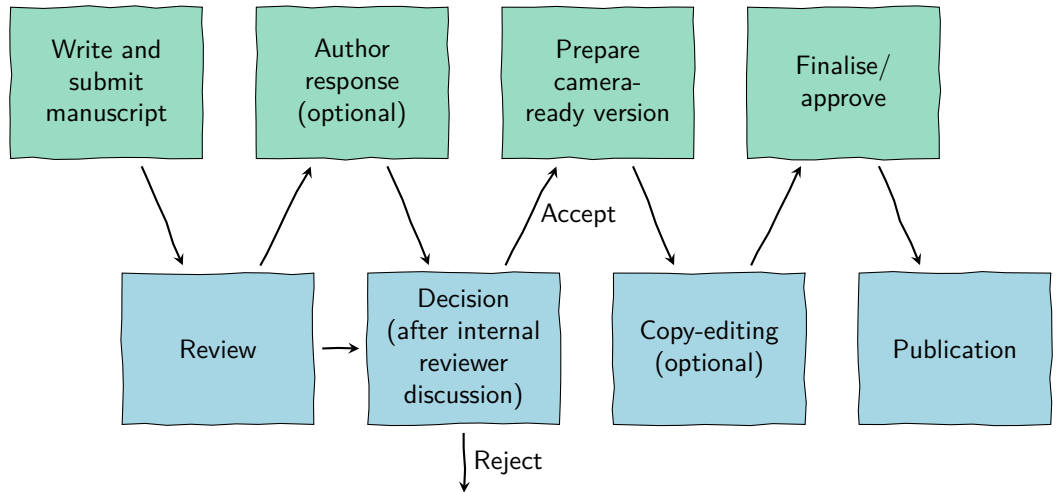 Write and
submit
manuscript
Author
response
(optional)
Prepare
camera-
ready version
Finalise/
approve
Accept
Review
Decision
(after internal
reviewer
discussion)
Copy-editing
(optional)
Publication
Reject